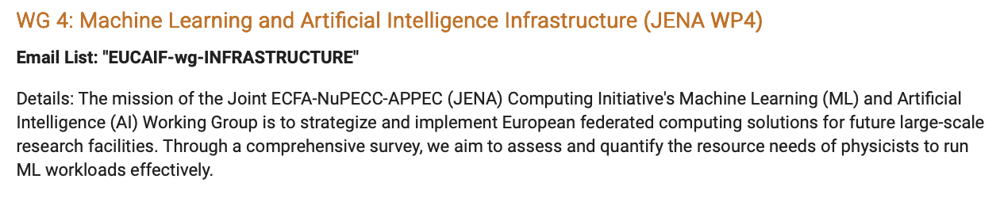 WG 4: Machine Learning and Artificial Intelligence Infrastructure (JENA WP4)
Email List: "EUCAIF-wg-INFRASTRUCTURE"
Details: The mission of the Joint ECFA-NuPECC-APPEC (JENA) Computing Initiative's Machine Learning (ML) and Artificial
Intelligence (AI) Working Group is to strategize and implement European federated computing solutions for future large-scale
research facilities. Through a comprehensive survey, we aim to assess and quantify the resource needs of physicists to run
ML workloads effectively.